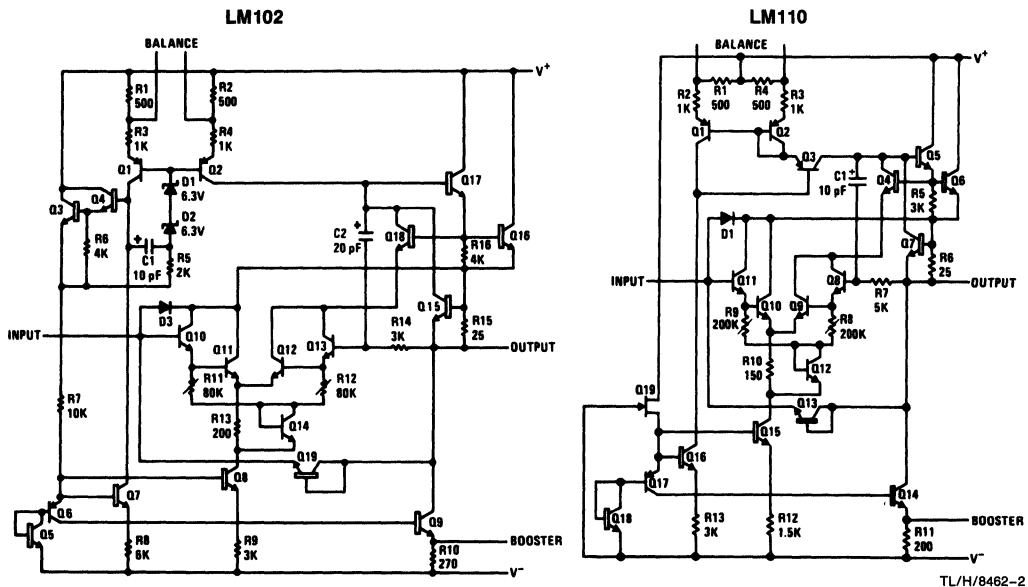 LM102
BALANCE
V+
R1
500
R2
500
R3
1K
R4
1K
Q1
Q2
D1
6.3V
Q3
Q4
Q17
D2
6.3V
R6
4K
C1
10 pF
R5
2K
C2
20 pF
Q18
R16
4K
Q16
D3
Q15
R14
3K
R15
25
INPUT
Q10
Q11
Q12
Q13
OUTPUT
R11
80K
R12
80K
R7
10K
R13
200
Q14
Q19
Q8
Q6
Q7
Q5
Q9
R8
6K
R9
3K
R10
270
BOOSTER
V-
LM110
BALANCE
V+
R2
1K
R1
500
R4
500
R3
1K
Q1
Q2
Q3
Q5
C1
10 pF
Q4
Q6
R5
3K
D1
Q7
R6
25
INPUT
Q11
Q10
Q9
Q8
R7
5K
OUTPUT
R9
200K
R8
200K
R10
150
Q12
Q19
Q13
Q15
Q16
Q17
Q14
Q18
R13
3K
R12
1.5K
R11
200
BOOSTER
V-
TL/H/8462-2